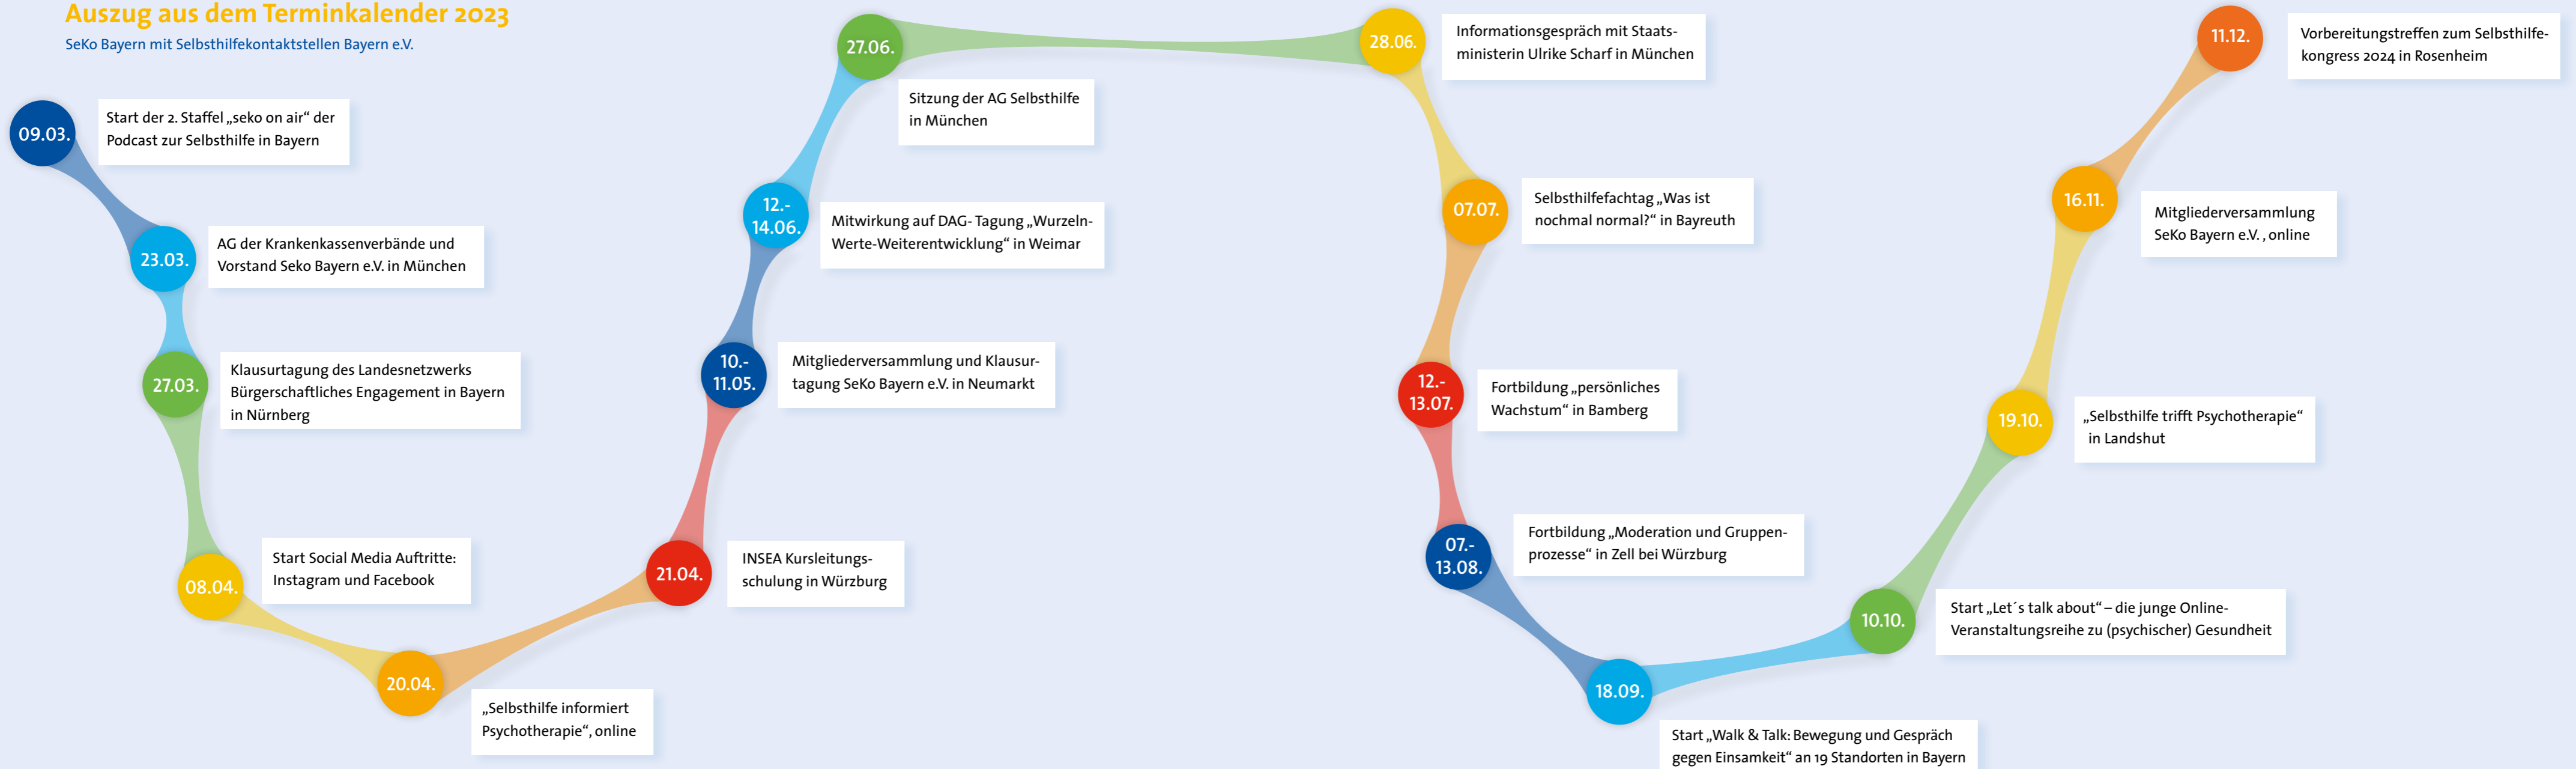 Auszug aus dem Terminkalender 2023
SeKo Bayern mit Selbsthilfekontaktstellen Bayern e.V.
09.03.
Start der 2. Staffel „seko on air“ der
Podcast zur Selbsthilfe in Bayern
23.03.
AG der Krankenkassenverbände und
Vorstand Seko Bayern e.V. in München
27.03.
Klausurtagung des Landesnetzwerks
Bürgerschaftliches Engagement in Bayern
in Nürnberg
08.04.
Start Social Media Auftritte:
Instagram und Facebook
20.04.
„Selbsthilfe informiert
Psychotherapie“, online
21.04.
INSEA Kursleitungs-
schulung in Würzburg
10.-
11.05.
Mitgliederversammlung und Klausur-
tagung SeKo Bayern e.V. in Neumarkt
12.-
14.06.
Mitwirkung auf DAG- Tagung „Wurzeln-
Werte-Weiterentwicklung“ in Weimar
27.06.
Sitzung der AG Selbsthilfe
in München
28.06.
Informationsgespräch mit Staats-
ministerin Ulrike Scharf in München
07.07.
Selbsthilfefachtag „Was ist
nochmal normal?“ in Bayreuth
12.-
13.07.
Fortbildung „persönliches
Wachstum“ in Bamberg
07.-
13.08.
Fortbildung „Moderation und Gruppen-
prozesse“ in Zell bei Würzburg
18.09.
Start „Walk & Talk: Bewegung und Gespräch
gegen Einsamkeit“ an 19 Standorten in Bayern
10.10.
Start „Let´s talk about“ – die junge Online-
Veranstaltungsreihe zu (psychischer) Gesundheit
19.10.
„Selbsthilfe trifft Psychotherapie“
in Landshut
16.11.
Mitgliederversammlung
SeKo Bayern e.V. , online
11.12.
Vorbereitungstreffen zum Selbsthilfe-
kongress 2024 in Rosenheim